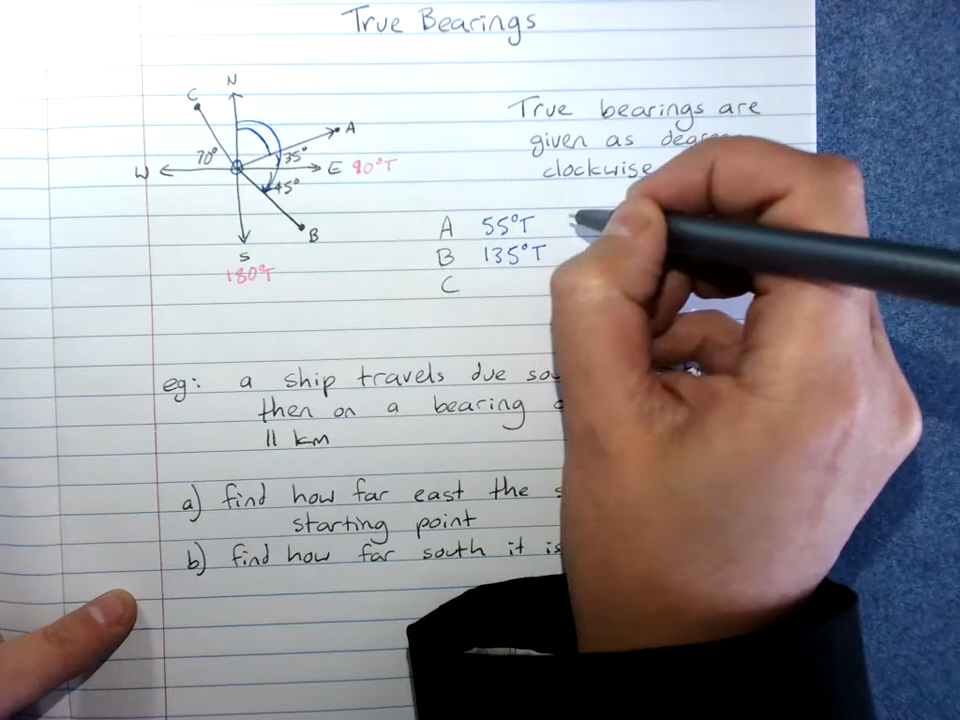 True Bearings
N
C
A
70°
35°
W
E 90°T
45°
B
S
180°T
True bearings are
given as
clockwise
A 55°T
B 135°T
C
eg: a ship travels due
then on a bearing
11 km
a) find how far east the
starting point
b) find how far south it is